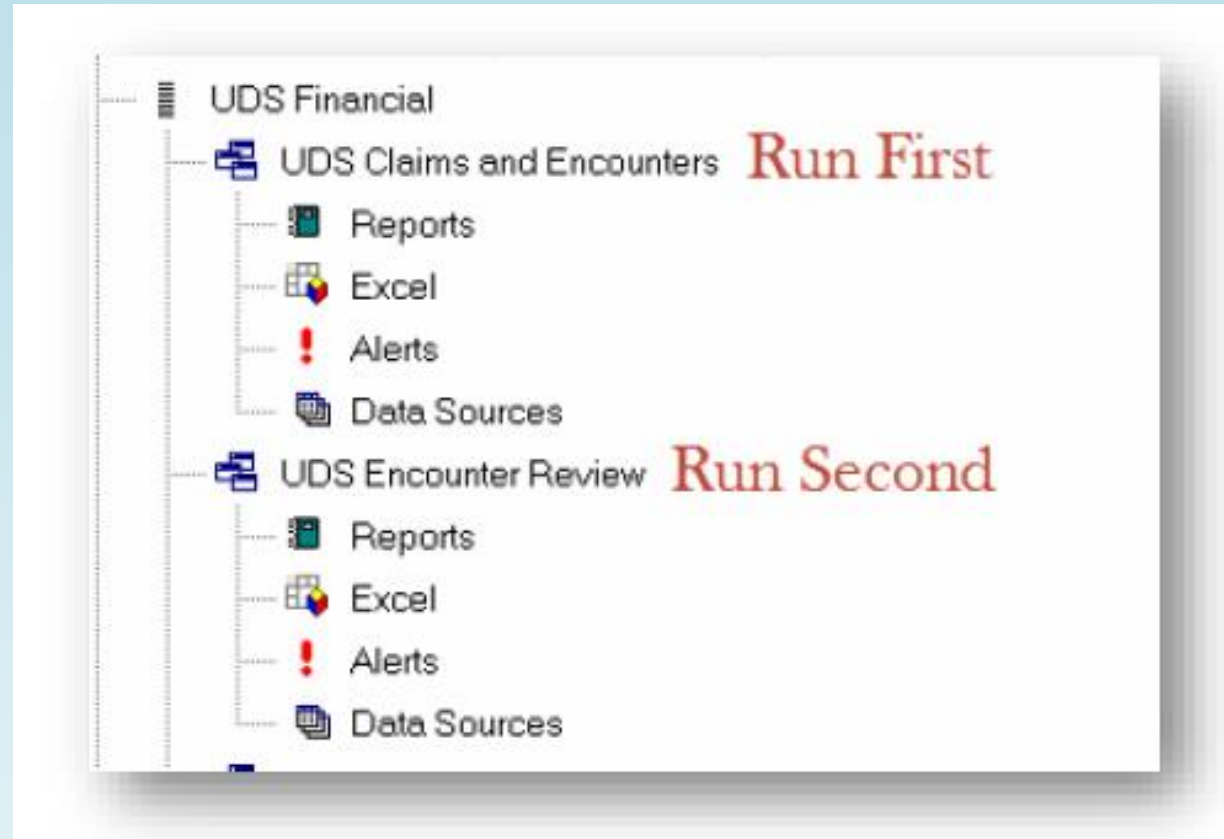 UDS Financial
UDS Claims and Encounters Run First
Reports
Excel
Alerts
Data Sources
UDS Encounter Review Run Second
Reports
Excel
Alerts
Data Sources